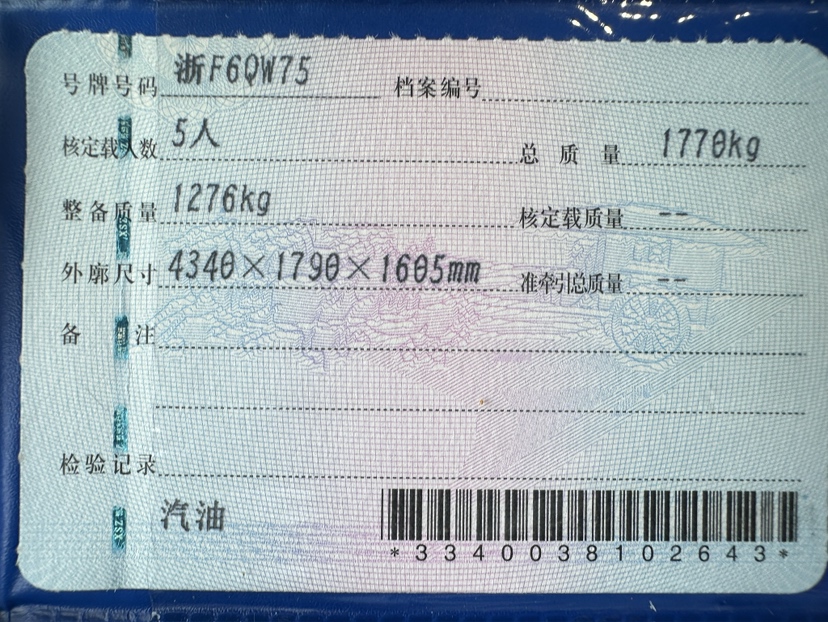 号牌号码 浙F6QW75 档案编号
核定载人数 5人 总质量 1770kg
整备质量 1276kg 核定载质量 --
外廓尺寸 4340×1790×1605mm 准牵引总质量 --
备注
检验记录
汽油
*3340038102643*